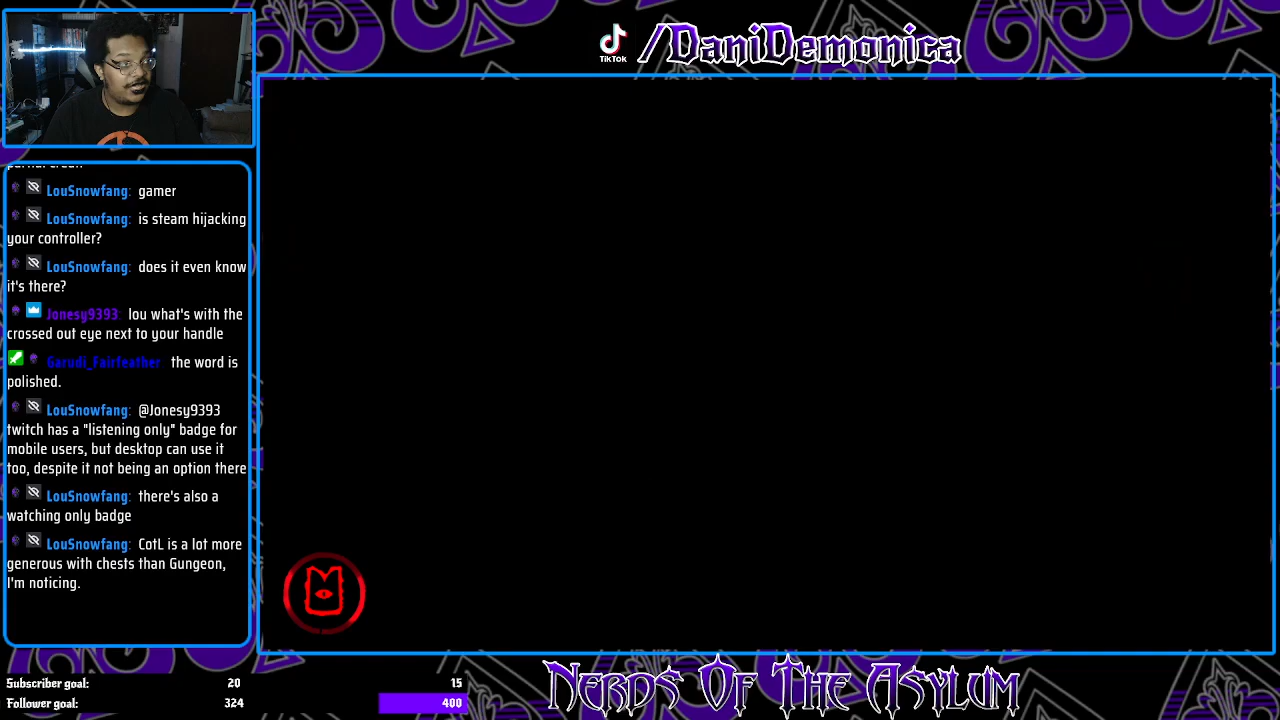 TikTok
/DaniDemonica
LouSnowfang: gamer
LouSnowfang: is steam hijacking
your controller?
LouSnowfang: does it even know
it's there?
Jonesy9393: lou what's with the
crossed out eye next to your handle
Garudi_Fairfeather: the word is
polished.
LouSnowfang: @Jonesy9393
twitch has a "listening only" badge for
mobile users, but desktop can use it
too, despite it not being an option there
LouSnowfang: there's also a
watching only badge
LouSnowfang: CotL is a lot more
generous with chests than Gungeon,
I'm noticing.
Subscriber goal: 20 15
Follower goal: 324 400
Nerds Of The Asylum